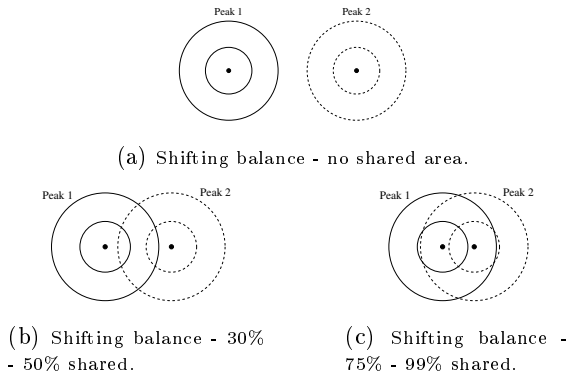 Peak 1
Peak 2
(a) Shifting balance - no shared area.
Peak 1
Peak 2
(b) Shifting balance - 30%
- 50% shared.
Peak 1
Peak 2
(c) Shifting balance -
75% - 99% shared.